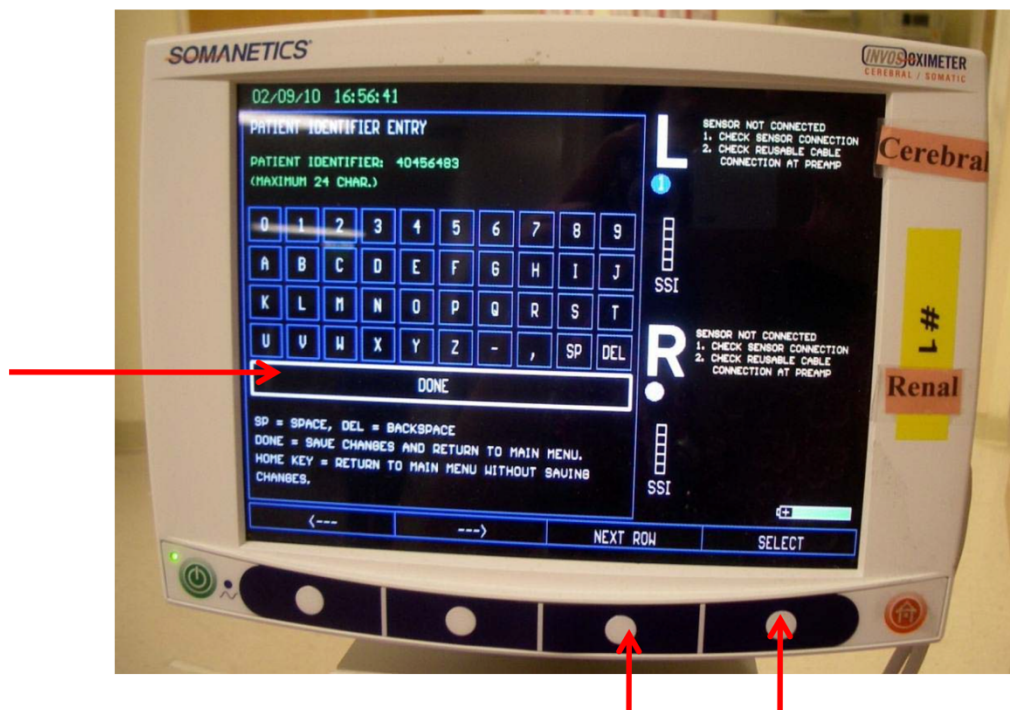 SOMANETICS
INVOS OXIMETER
CEREBRAL / SOMATIC
02/09/10 16:56:41
PATIENT IDENTIFIER ENTRY
PATIENT IDENTIFIER: 40456483
(MAXIMUM 24 CHAR.)
0 1 2 3 4 5 6 7 8 9
A B C D E F G H I J
K L M N O P Q R S T
U V W X Y Z - , SP DEL
DONE
SP = SPACE, DEL = BACKSPACE
DONE = SAVE CHANGES AND RETURN TO MAIN MENU.
HOME KEY = RETURN TO MAIN MENU WITHOUT SAVING
CHANGES.
L
1
SENSOR NOT CONNECTED
1. CHECK SENSOR CONNECTION
2. CHECK REUSABLE CABLE
CONNECTION AT PREAMP
SSI
R
SENSOR NOT CONNECTED
1. CHECK SENSOR CONNECTION
2. CHECK REUSABLE CABLE
CONNECTION AT PREAMP
SSI
<--- ---> NEXT ROW SELECT
Cerebral
#1
Renal